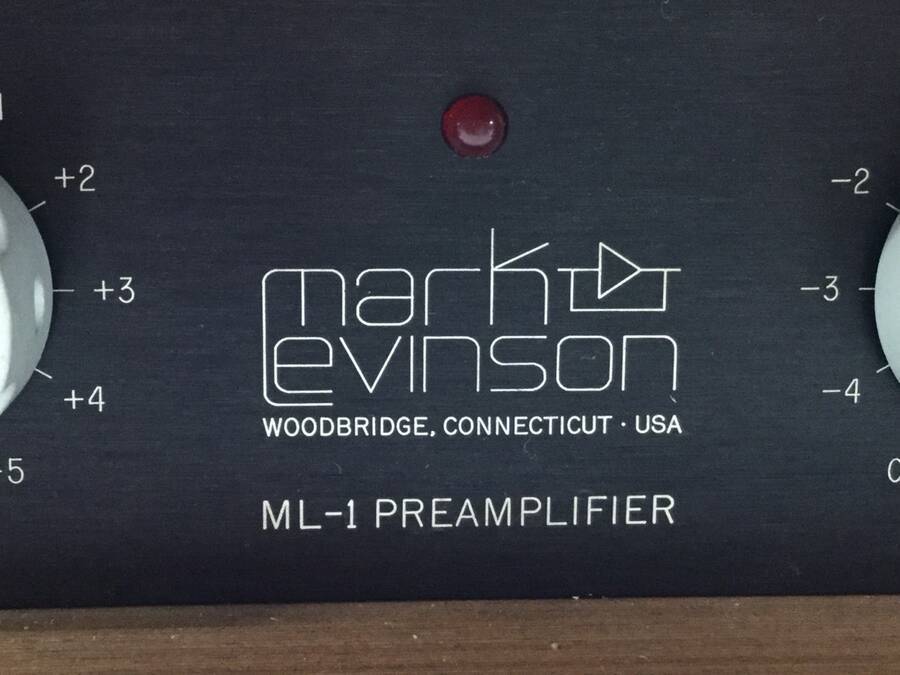 +2
-2
+3
-3
mark
levinson
+4
-4
WOODBRIDGE, CONNECTICUT · USA
5
ML-1 PREAMPLIFIER